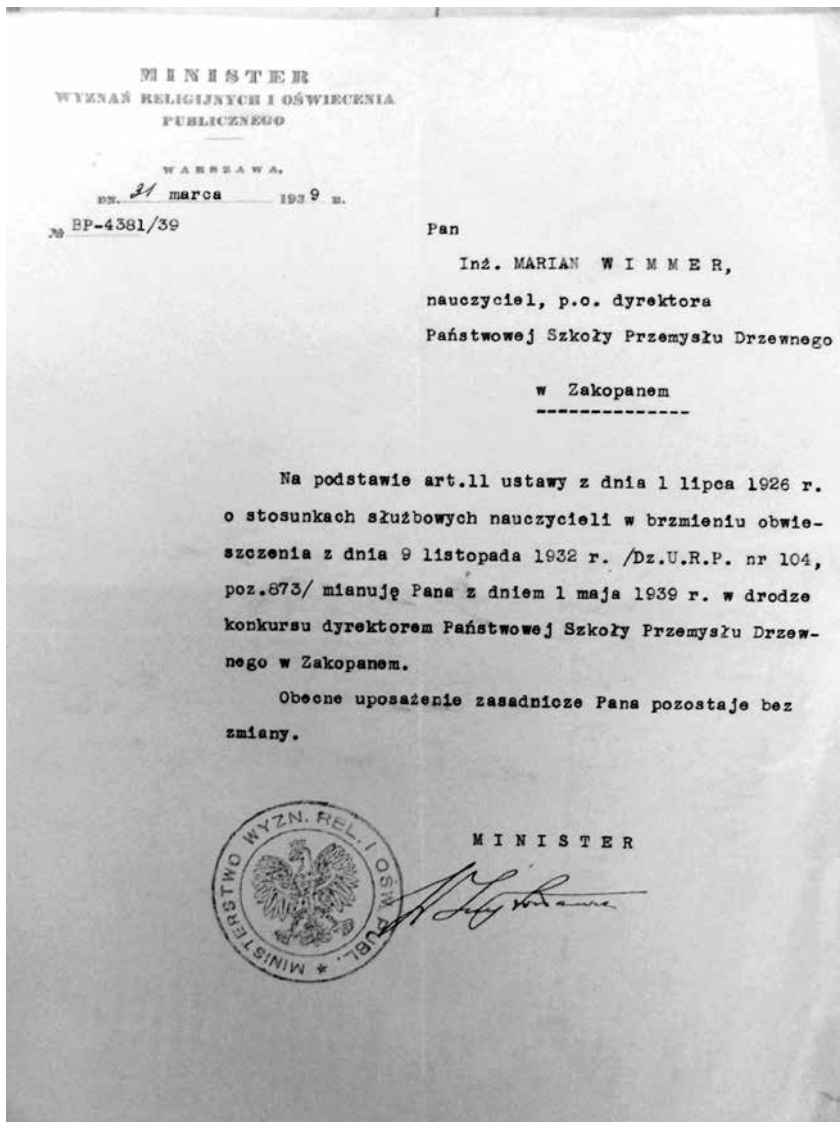 MINISTER
WYZNAŃ RELIGIJNYCH I OŚWIECENIA
PUBLICZNEGO
WARSZAWA,
DN. 31 marca 1939 R.
№ BP-4381/39
Pan
Inż. MARIAN W I M M E R,
nauczyciel, p.o. dyrektora
Państwowej Szkoły Przemysłu Drzewnego
w Zakopanem
--------------
Na podstawie art.11 ustawy z dnia 1 lipca 1926 r.
o stosunkach służbowych nauczycieli w brzmieniu obwie-
szczenia z dnia 9 listopada 1932 r. /Dz.U.R.P. nr 104,
poz.873/ mianuję Pana z dniem 1 maja 1939 r. w drodze
konkursu dyrektorem Państwowej Szkoły Przemysłu Drzew-
nego w Zakopanem.
Obecne uposażenie zasadnicze Pana pozostaje bez
zmiany.
M I N I S T E R
* MINISTERSTWO WYZN. REL. I OŚW. PUBL.